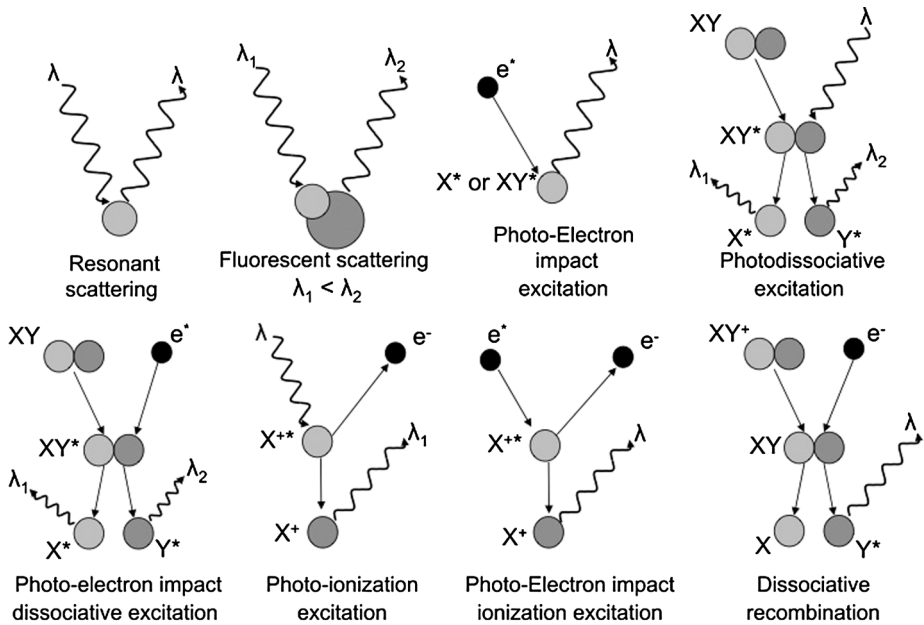 λ
λ
Resonant
scattering
λ₁
λ₂
Fluorescent scattering
λ₁ < λ₂
e*
λ
X* or XY*
Photo-Electron
impact
excitation
XY
λ
XY*
λ₁
λ₂
X*
Y*
Photodissociative
excitation
XY
e*
XY*
λ₁
λ₂
X*
Y*
Photo-electron impact
dissociative excitation
λ
e⁻
X⁺*
λ₁
X⁺
Photo-ionization
excitation
e*
e⁻
X⁺*
λ
X⁺
Photo-Electron impact
ionization excitation
XY⁺
e⁻
XY
λ
X
Y*
Dissociative
recombination